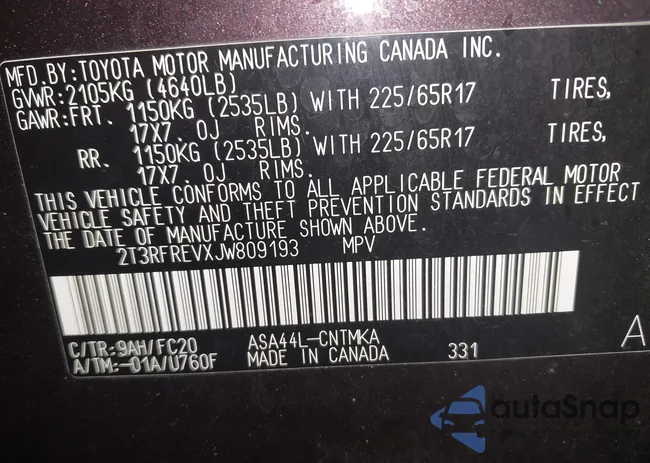 MFD.BY:TOYOTA MOTOR MANUFACTURING CANADA INC.
GVWR:2105KG (4640LB)
GAWR:FRT. 1150KG (2535LB) WITH 225/65R17 TIRES,
17X7. 0J RIMS.
RR. 1150KG (2535LB) WITH 225/65R17 TIRES,
17X7. 0J RIMS.
THIS VEHICLE CONFORMS TO ALL APPLICABLE FEDERAL MOTOR
VEHICLE SAFETY AND THEFT PREVENTION STANDARDS IN EFFECT
THE DATE OF MANUFACTURE SHOWN ABOVE.
2T3RFREVXJW809193 MPV
C/TR:9AH/FC20 ASA44L-CNTMKA A
A/TM:-01A/U760F MADE IN CANADA 331
autoSnap